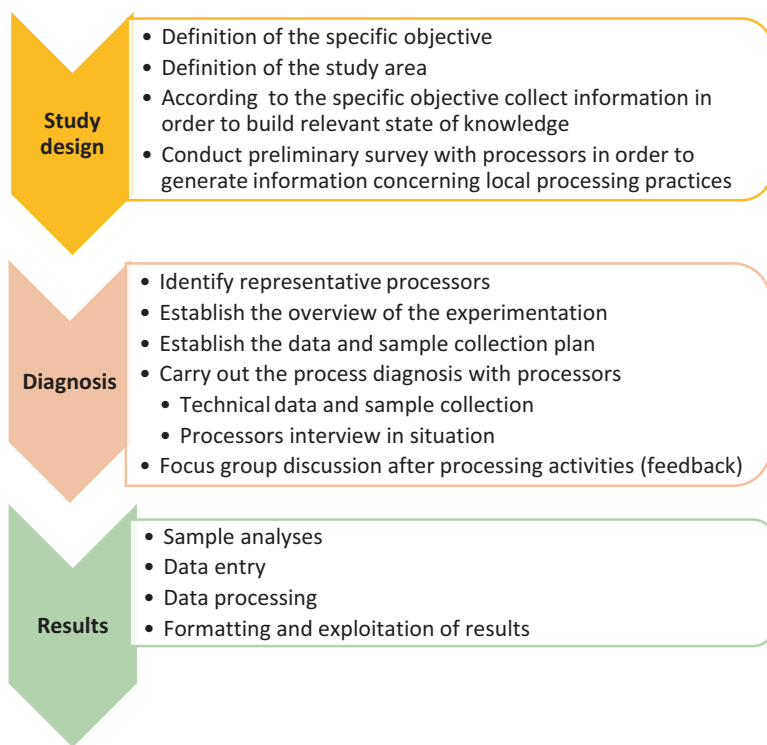 Study
design
• Definition of the specific objective
• Definition of the study area
• According to the specific objective collect information in
order to build relevant state of knowledge
• Conduct preliminary survey with processors in order to
generate information concerning local processing practices
Diagnosis
• Identify representative processors
• Establish the overview of the experimentation
• Establish the data and sample collection plan
• Carry out the process diagnosis with processors
• Technical data and sample collection
• Processors interview in situation
• Focus group discussion after processing activities (feedback)
Results
• Sample analyses
• Data entry
• Data processing
• Formatting and exploitation of results